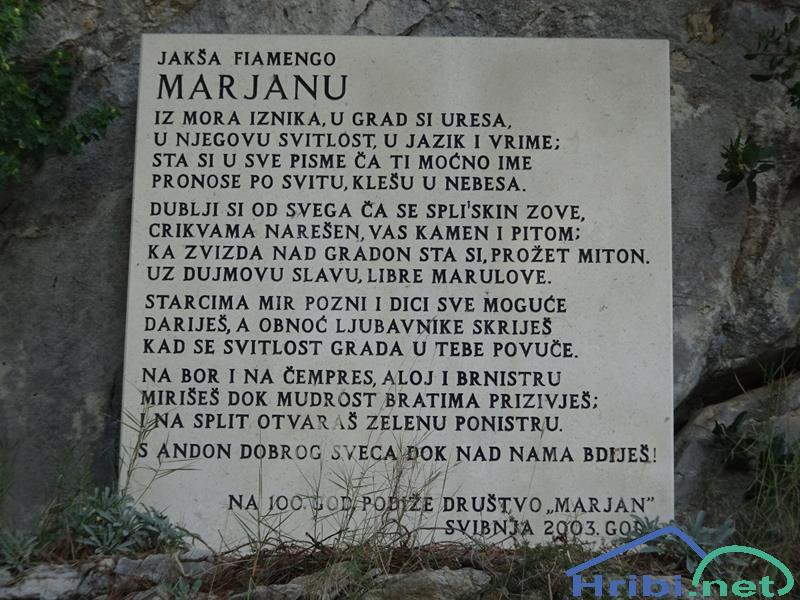 JAKŠA FIAMENGO
MARJANU
IZ MORA IZNIKA, U GRAD SI URESA,
U NJEGOVU SVITLOST, U JAZIK I VRIME;
STA SI U SVE PISME ČA TI MOĆNO IME
PRONOSE PO SVITU, KLEŠU U NEBESA.
DUBLJI SI OD SVEGA ČA SE SPLI'SKIN ZOVE,
CRIKVAMA NAREŠEN, VAS KAMEN I PITOM;
KA ZVIZDA NAD GRADON STA SI, PROŽET MITON.
UZ DUJMOVU SLAVU, LIBRE MARULOVE.
STARCIMA MIR POZNI I DICI SVE MOGUĆE
DARIJEŠ, A OBNOĆ LJUBAVNIKE SKRIJEŠ
KAD SE SVITLOST GRADA U TEBE POVUČE.
NA BOR I NA ČEMPRES, ALOJ I BRNISTRU
MIRIŠEŠ DOK MUDROST BRATIMA PRIZIVJEŠ;
I NA SPLIT OTVARAŠ ZELENU PONISTRU.
S ANDON DOBROG SVECA DOK NAD NAMA BDIJEŠ!
NA 100. GOD. PODIŽE DRUŠTVO „MARJAN”
SVIBNJA 2003. GOD.
Hribi.net